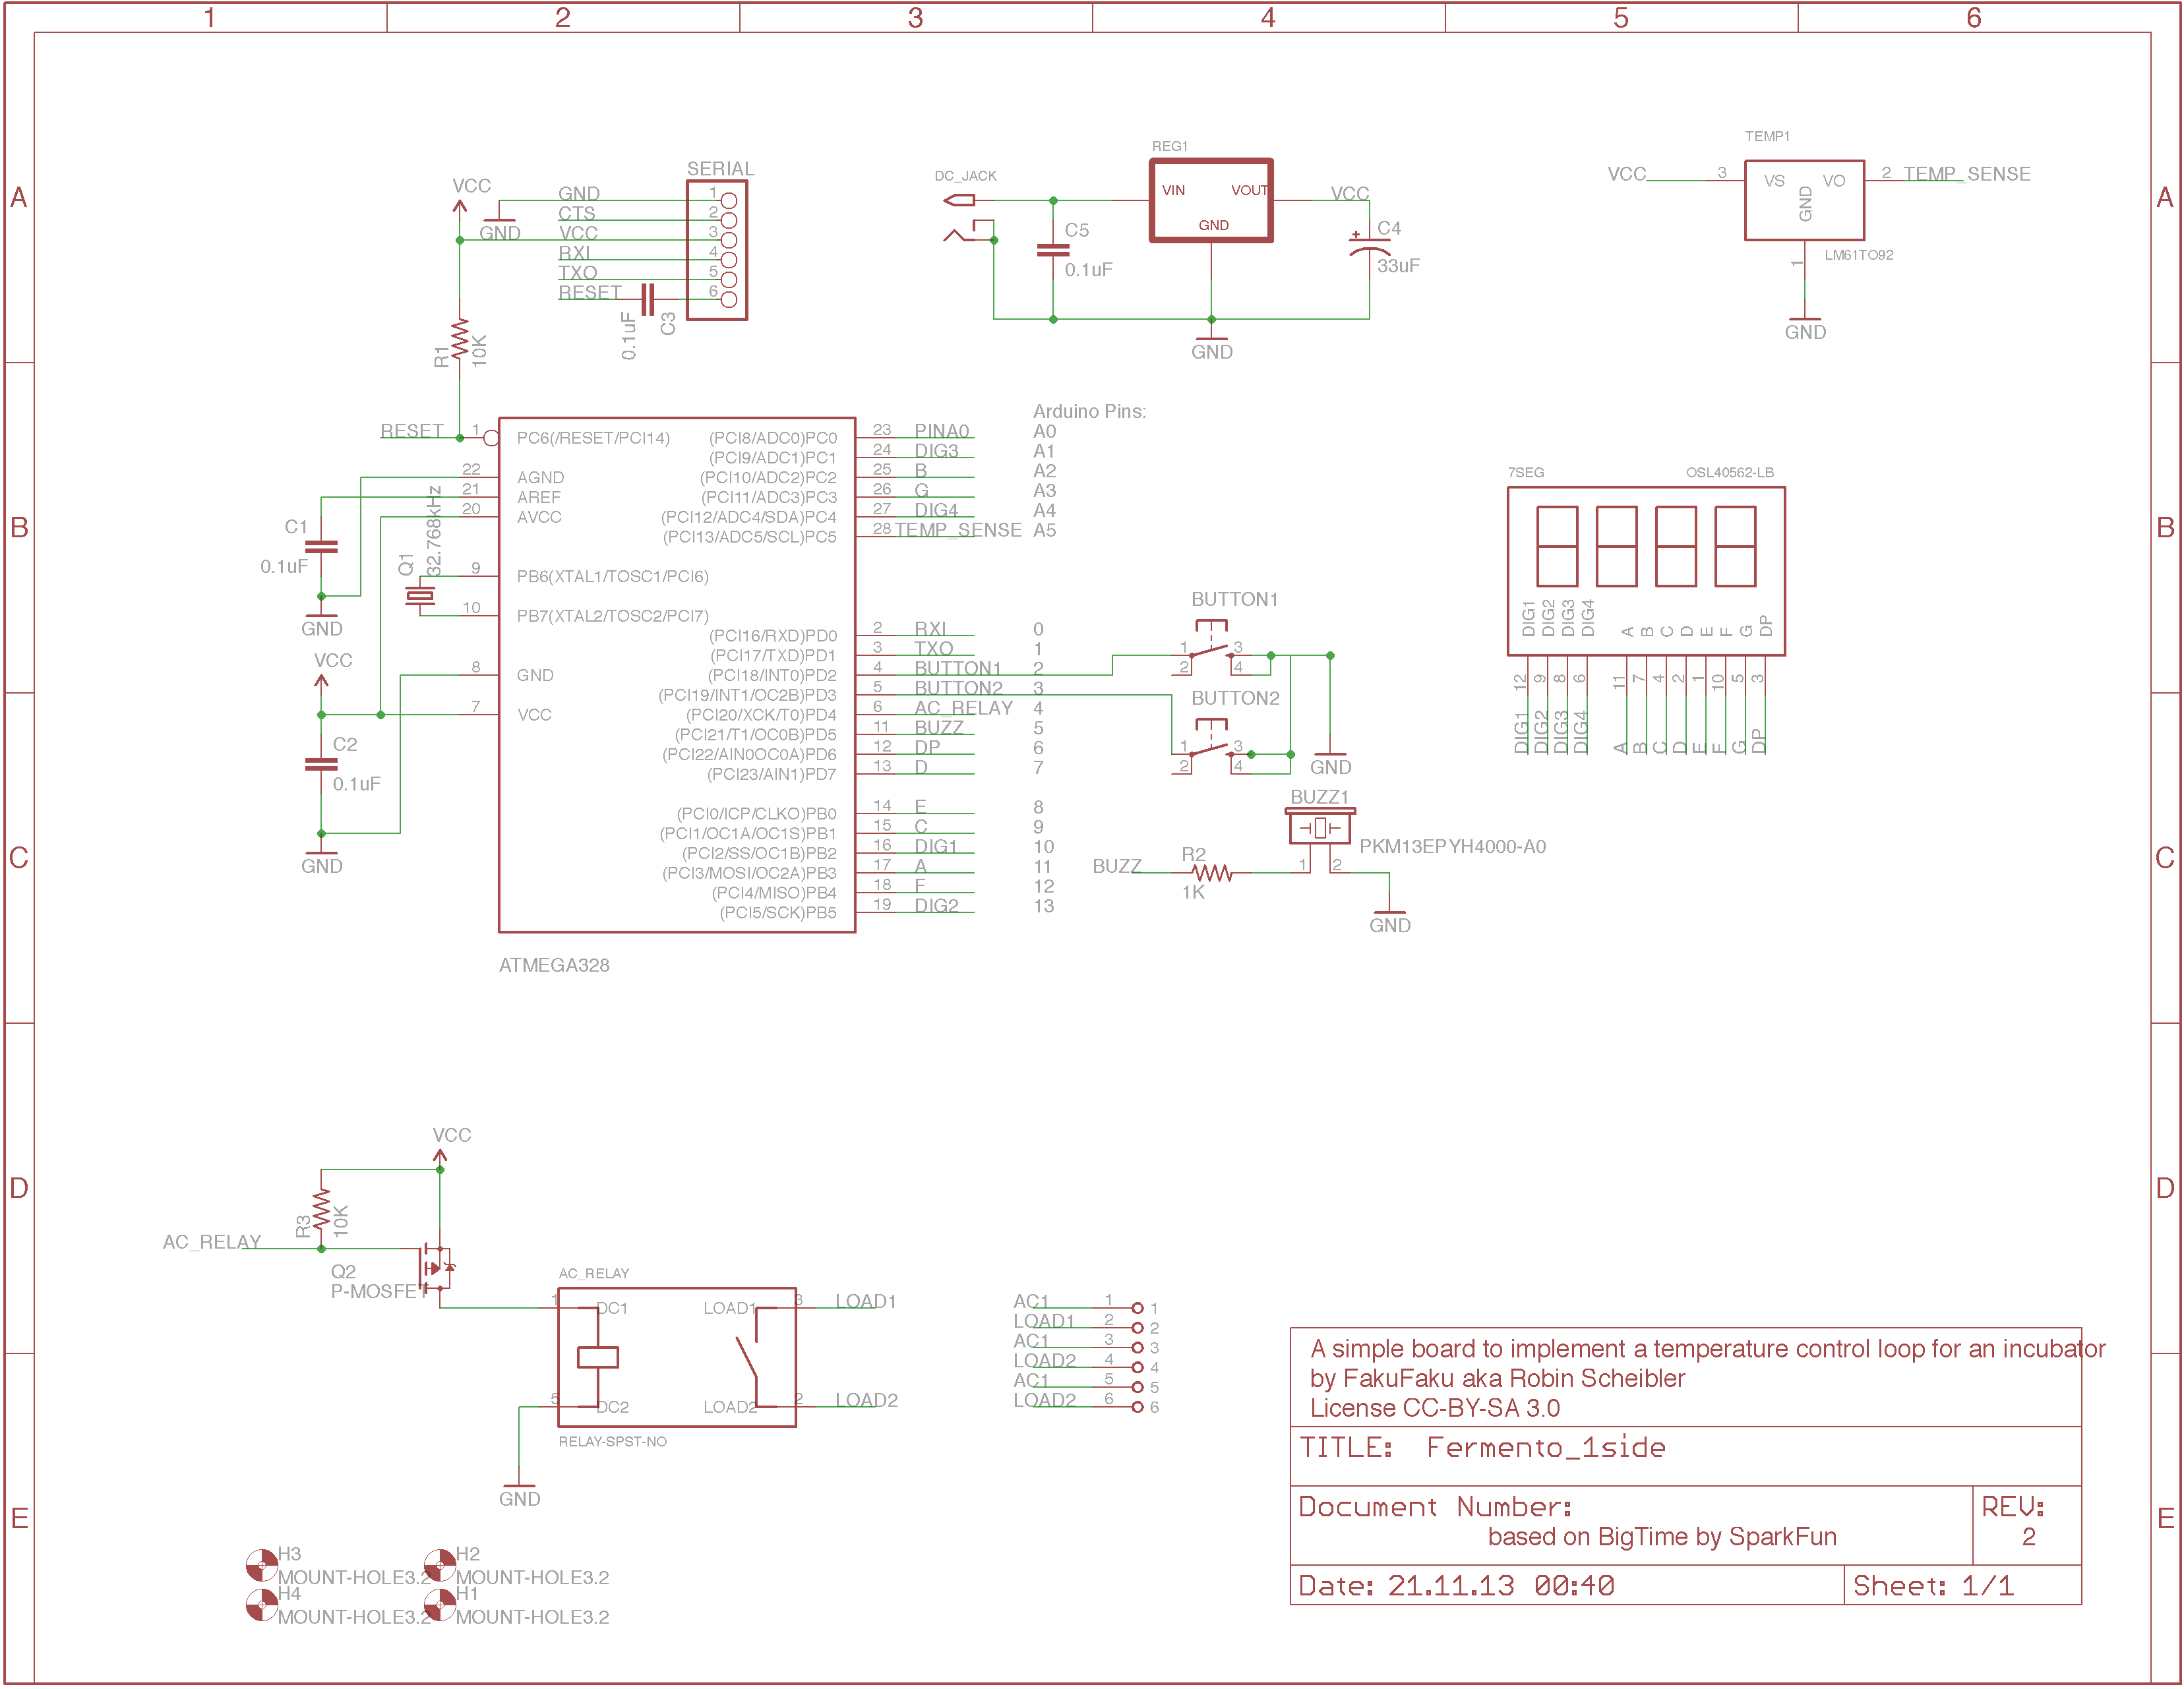 1 2 3 4 5 6
A A
B B
C C
D D
E E
VCC
SERIAL
GND 1
CTS 2
GND
VCC 3
RXI 4
TXO 5
RESET 6
0.1uF
C3
R1
10K
DC_JACK
REG1
VIN VOUT
GND
VCC
C5
0.1uF
C4
+
33uF
GND
TEMP1
VCC 3 VS VO 2 TEMP_SENSE
GND
1
LM61TO92
GND
Arduino Pins:
RESET 1 PC6(/RESET/PCI14)
22 AGND
21 AREF
20 AVCC
9 PB6(XTAL1/TOSC1/PCI6)
10 PB7(XTAL2/TOSC2/PCI7)
8 GND
7 VCC
(PCI8/ADC0)PC0 23 PINA0 A0
(PCI9/ADC1)PC1 24 DIG3 A1
(PCI10/ADC2)PC2 25 B A2
(PCI11/ADC3)PC3 26 G A3
(PCI12/ADC4/SDA)PC4 27 DIG4 A4
(PCI13/ADC5/SCL)PC5 28 TEMP_SENSE A5
(PCI16/RXD)PD0 2 RXI 0
(PCI17/TXD)PD1 3 TXO 1
(PCI18/INT0)PD2 4 BUTTON1 2
(PCI19/INT1/OC2B)PD3 5 BUTTON2 3
(PCI20/XCK/T0)PD4 6 AC_RELAY 4
(PCI21/T1/OC0B)PD5 11 BUZZ 5
(PCI22/AIN0OC0A)PD6 12 DP 6
(PCI23/AIN1)PD7 13 D 7
(PCI0/ICP/CLKO)PB0 14 E 8
(PCI1/OC1A/OC1S)PB1 15 C 9
(PCI2/SS/OC1B)PB2 16 DIG1 10
(PCI3/MOSI/OC2A)PB3 17 A 11
(PCI4/MISO)PB4 18 F 12
(PCI5/SCK)PB5 19 DIG2 13
ATMEGA328
C1
0.1uF
GND
Q1
32.768kHz
VCC
C2
0.1uF
GND
BUTTON1
1 3
2 4
BUTTON2
1 3
2 4
GND
BUZZ1
PKM13EPYH4000-A0
BUZZ R2 1 2
1K
GND
7SEG OSL40562-LB
DIG1 DIG2 DIG3 DIG4 A B C D E F G DP
12 9 8 6 11 7 4 2 1 10 5 3
DIG1 DIG2 DIG3 DIG4 A B C D E F G DP
VCC
R3
10K
AC_RELAY
Q2
P-MOSFET
AC_RELAY
1 DC1 LOAD1 3 LOAD1
5 DC2 LOAD2 2 LOAD2
RELAY-SPST-NO
GND
AC1 1 1
LOAD1 2 2
AC1 3 3
LOAD2 4 4
AC1 5 5
LOAD2 6 6
H3 H2
MOUNT-HOLE3.2 MOUNT-HOLE3.2
H4 H1
MOUNT-HOLE3.2 MOUNT-HOLE3.2
A simple board to implement a temperature control loop for an incubator
by FakuFaku aka Robin Scheibler
License CC-BY-SA 3.0
TITLE: Fermento_1side
Document Number:
based on BigTime by SparkFun
REV:
2
Date: 21.11.13 00:40
Sheet: 1/1